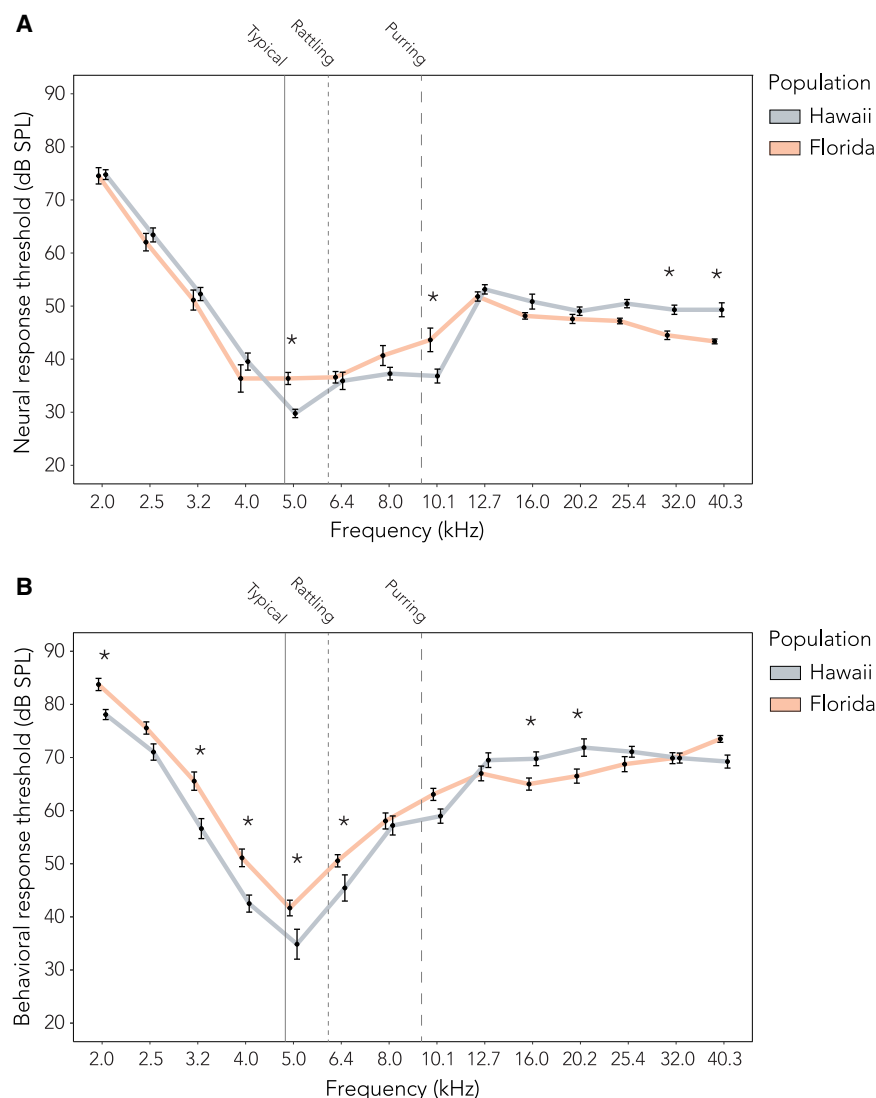 A
Typical
Rattling
Purring
Neural response threshold (dB SPL)
90
80
70
60
50
40
30
20
* * * *
2.0 2.5 3.2 4.0 5.0 6.4 8.0 10.1 12.7 16.0 20.2 25.4 32.0 40.3
Frequency (kHz)
Population
Hawaii
Florida
B
Typical
Rattling
Purring
Behavioral response threshold (dB SPL)
90
80
70
60
50
40
30
20
* * * * * * *
2.0 2.5 3.2 4.0 5.0 6.4 8.0 10.1 12.7 16.0 20.2 25.4 32.0 40.3
Frequency (kHz)
Population
Hawaii
Florida